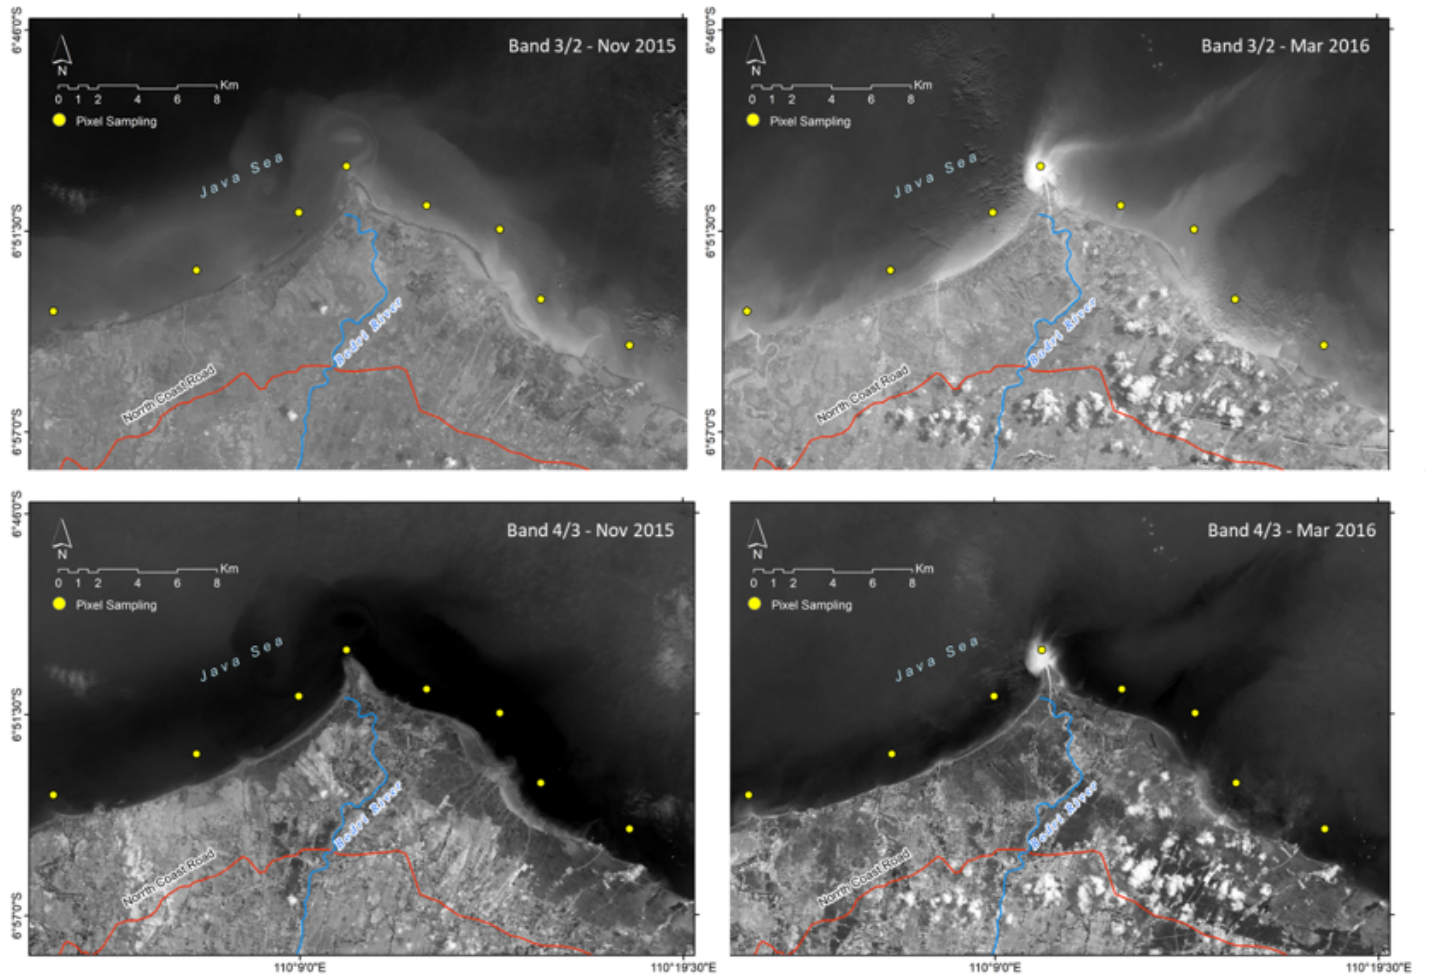 Band 3/2 - Nov 2015
N
Km
0 1 2 4 6 8
Pixel Sampling
Java Sea
Bodri River
North Coast Road
6°46'0"S
6°51'30"S
6°57'0"S
Band 3/2 - Mar 2016
N
Km
0 1 2 4 6 8
Pixel Sampling
Java Sea
Bodri River
North Coast Road
6°46'0"S
6°51'30"S
6°57'0"S
Band 4/3 - Nov 2015
N
Km
0 1 2 4 6 8
Pixel Sampling
Java Sea
Bodri River
North Coast Road
6°46'0"S
6°51'30"S
6°57'0"S
110°9'0"E
110°19'30"E
Band 4/3 - Mar 2016
N
Km
0 1 2 4 6 8
Pixel Sampling
Java Sea
Bodri River
North Coast Road
110°9'0"E
110°19'30"E